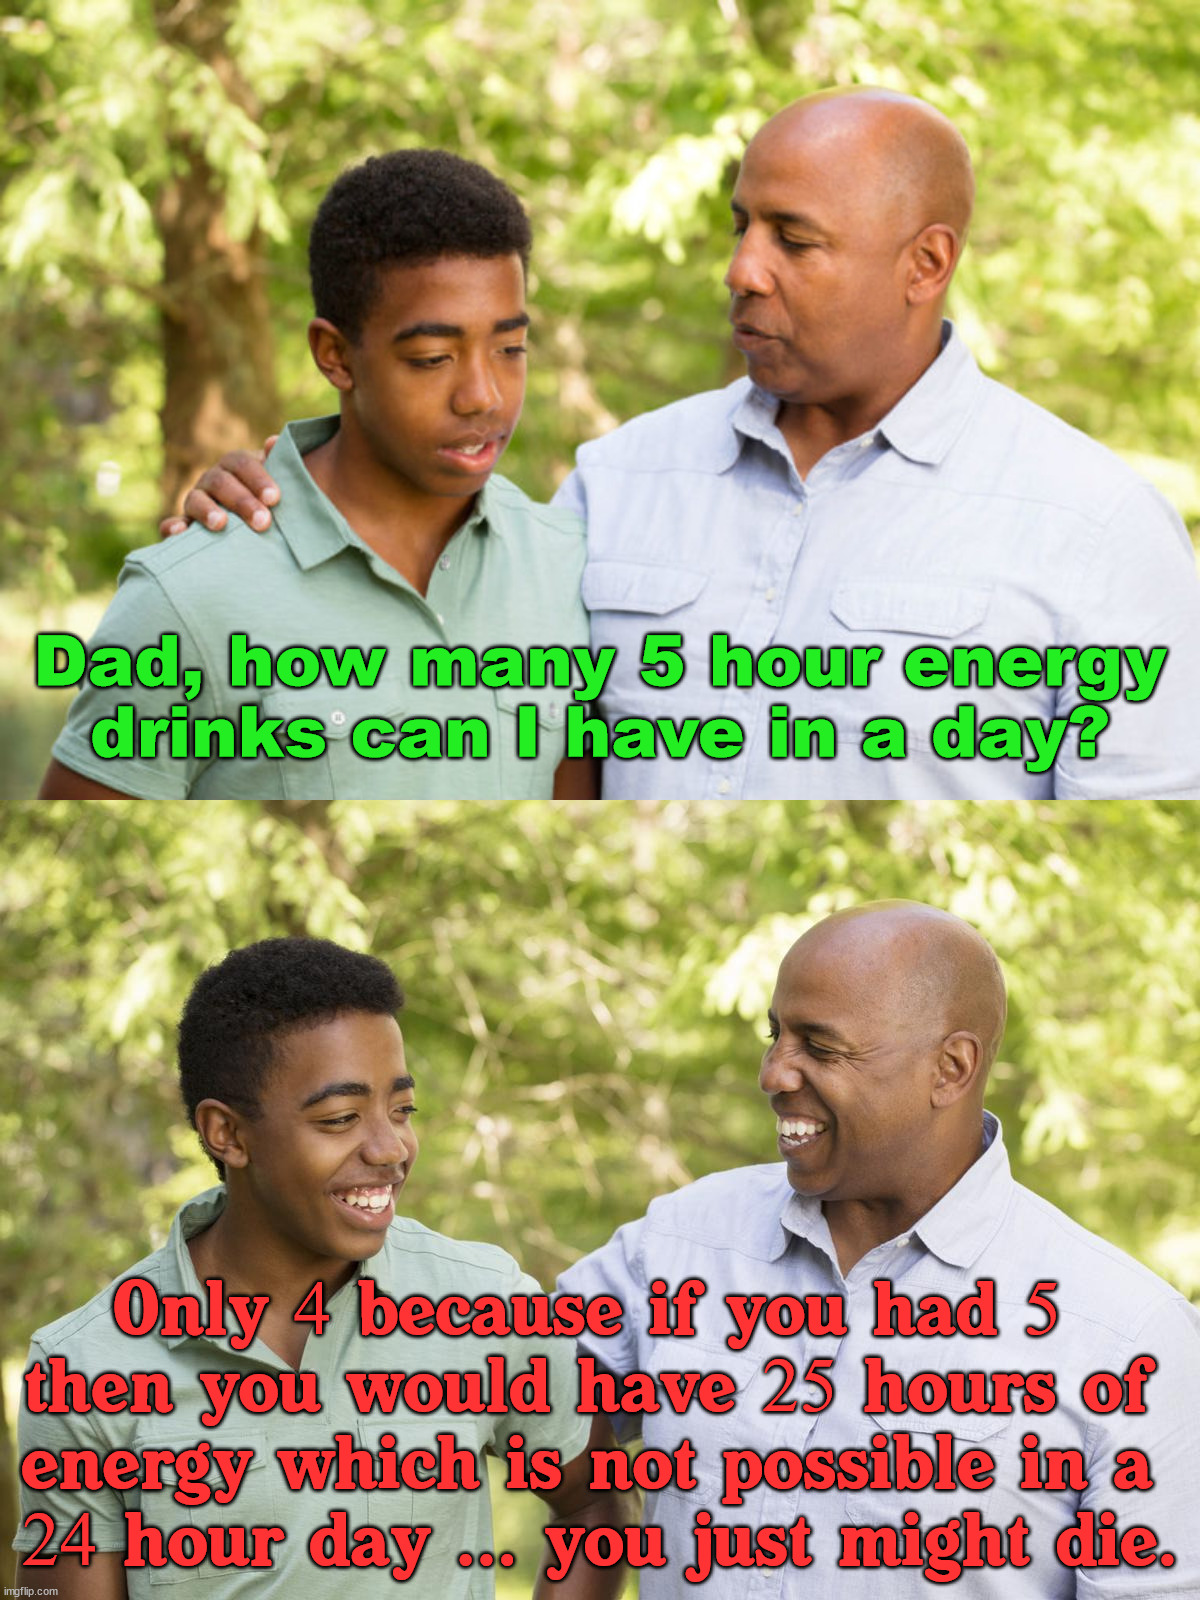 Dad, how many 5 hour energy
drinks can I have in a day?
Only 4 because if you had 5
then you would have 25 hours of
energy which is not possible in a
24 hour day ... you just might die.
imgflip.com